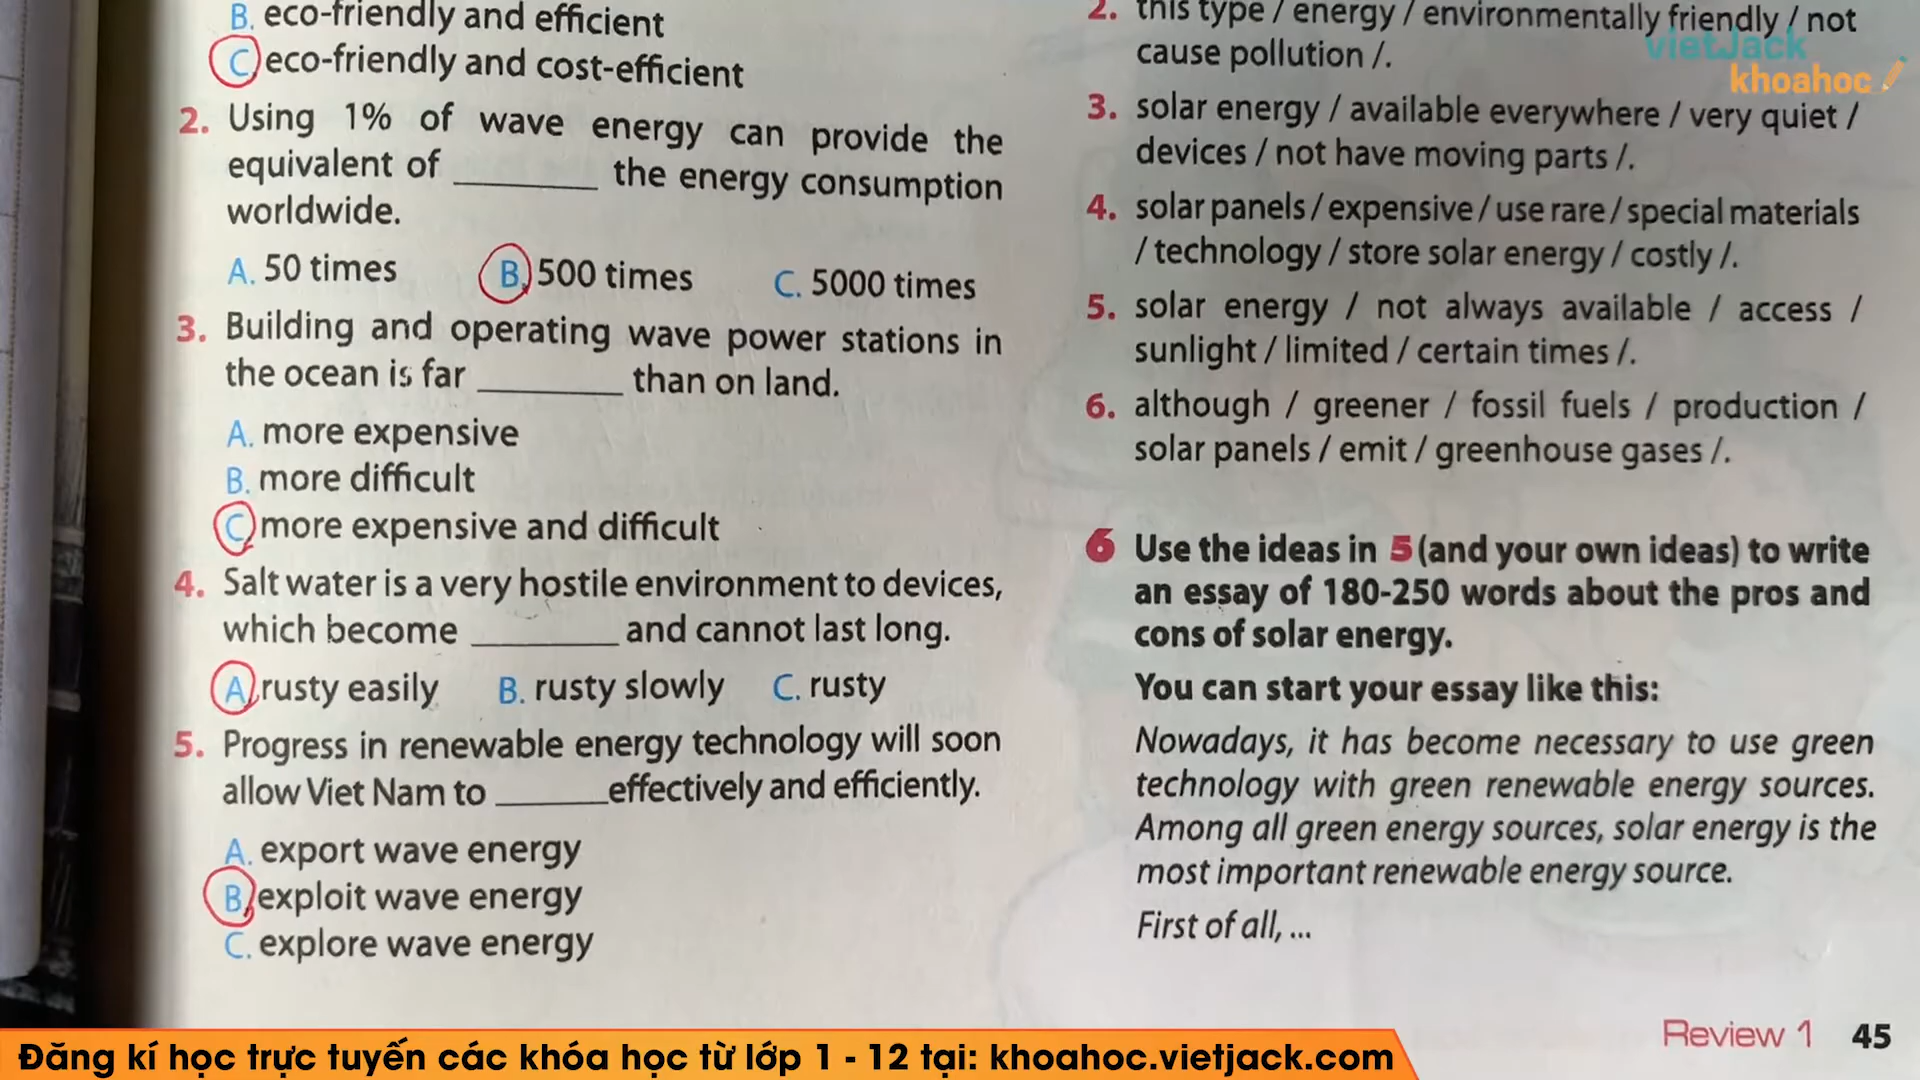 B. eco-friendly and efficient
C. eco-friendly and cost-efficient
2. Using 1% of wave energy can provide the
equivalent of ________ the energy consumption
worldwide.
A. 50 times B. 500 times C. 5000 times
3. Building and operating wave power stations in
the ocean is far ________ than on land.
A. more expensive
B. more difficult
C. more expensive and difficult
4. Salt water is a very hostile environment to devices,
which become ________ and cannot last long.
A. rusty easily B. rusty slowly C. rusty
5. Progress in renewable energy technology will soon
allow Viet Nam to ______effectively and efficiently.
A. export wave energy
B. exploit wave energy
C. explore wave energy
2. this type / energy / environmentally friendly / not
cause pollution /.
3. solar energy / available everywhere / very quiet /
devices / not have moving parts /.
4. solar panels / expensive / use rare / special materials
/ technology / store solar energy / costly /.
5. solar energy / not always available / access /
sunlight / limited / certain times /.
6. although / greener / fossil fuels / production /
solar panels / emit / greenhouse gases /.
6 Use the ideas in 5 (and your own ideas) to write
an essay of 180-250 words about the pros and
cons of solar energy.
You can start your essay like this:
Nowadays, it has become necessary to use green
technology with green renewable energy sources.
Among all green energy sources, solar energy is the
most important renewable energy source.
First of all, ...
Review 1 45
vietJack
khoahoc
Đăng kí học trực tuyến các khóa học từ lớp 1 - 12 tại: khoahoc.vietjack.com